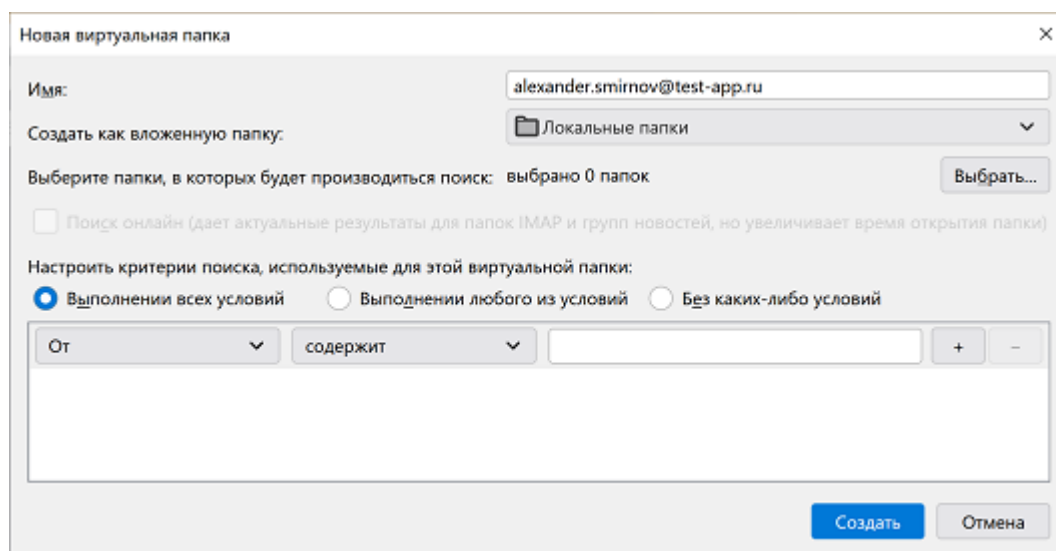 Новая виртуальная папка
Имя: alexander.smirnov@test-app.ru
Создать как вложенную папку: Локальные папки
Выберите папки, в которых будет производиться поиск: выбрано 0 папок Выбрать...
Поиск онлайн (дает актуальные результаты для папок IMAP и групп новостей, но увеличивает время открытия папки)
Настроить критерии поиска, используемые для этой виртуальной папки:
Выполнении всех условий Выполнении любого из условий Без каких-либо условий
От содержит + −
Создать Отмена